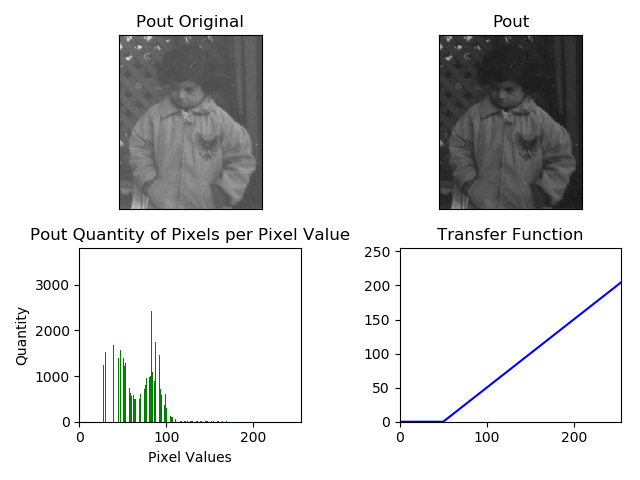 Pout Original
Pout
Pout Quantity of Pixels per Pixel Value
Transfer Function
Quantity
3000
2000
1000
0
0 100 200
Pixel Values
250
200
150
100
50
0
0 100 200